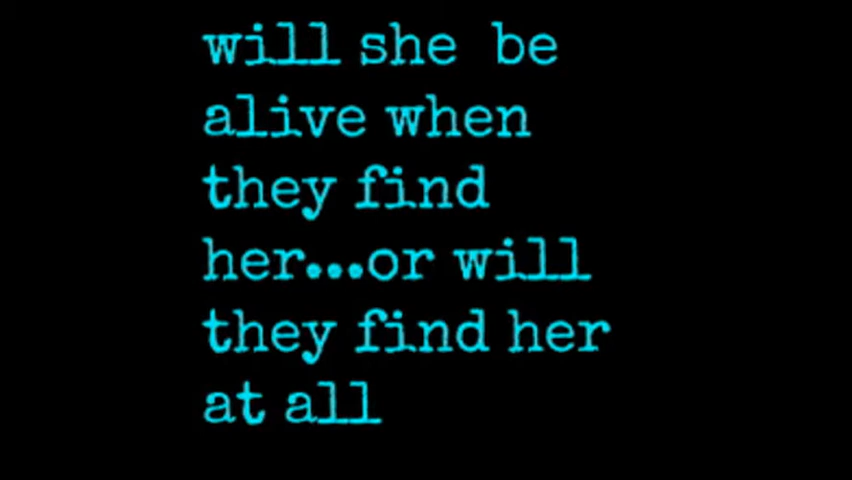 will she be
alive when
they find
her...or will
they find her
at all